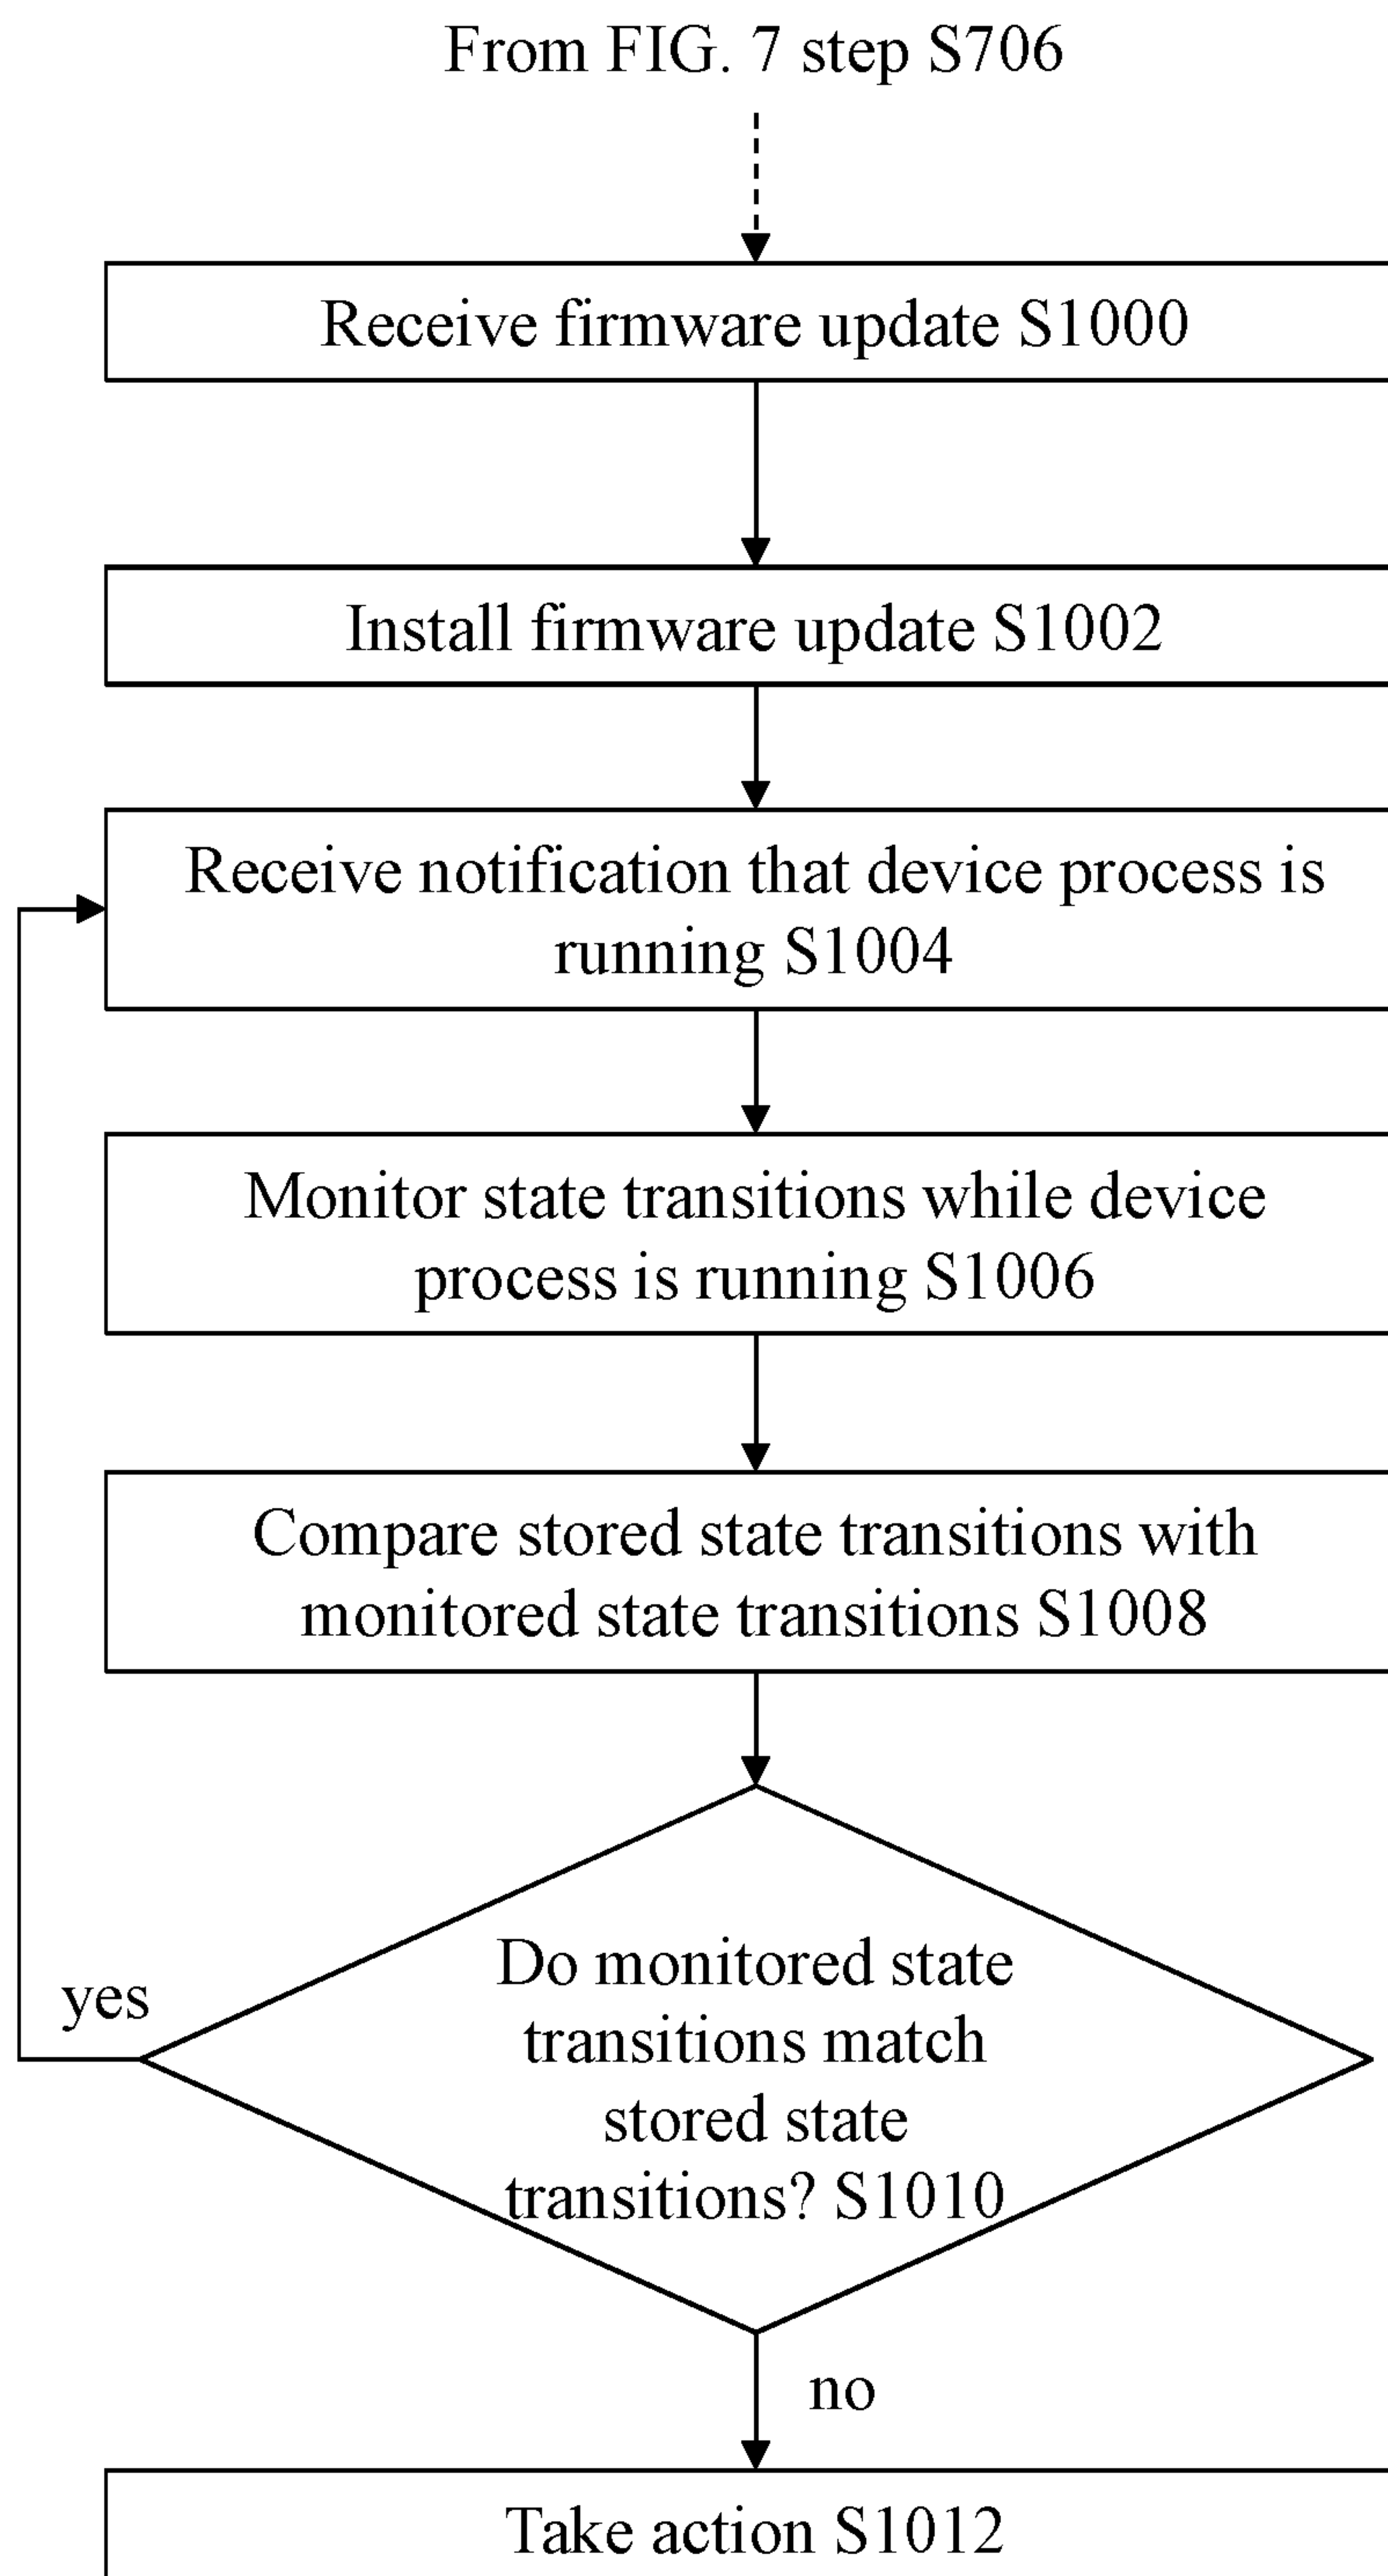 From FIG. 7 step S706
Receive firmware update S1000
Install firmware update S1002
Receive notification that device process is
running S1004
Monitor state transitions while device
process is running S1006
Compare stored state transitions with
monitored state transitions S1008
Do monitored state
transitions match
stored state
transitions? S1010
yes
no
Take action S1012